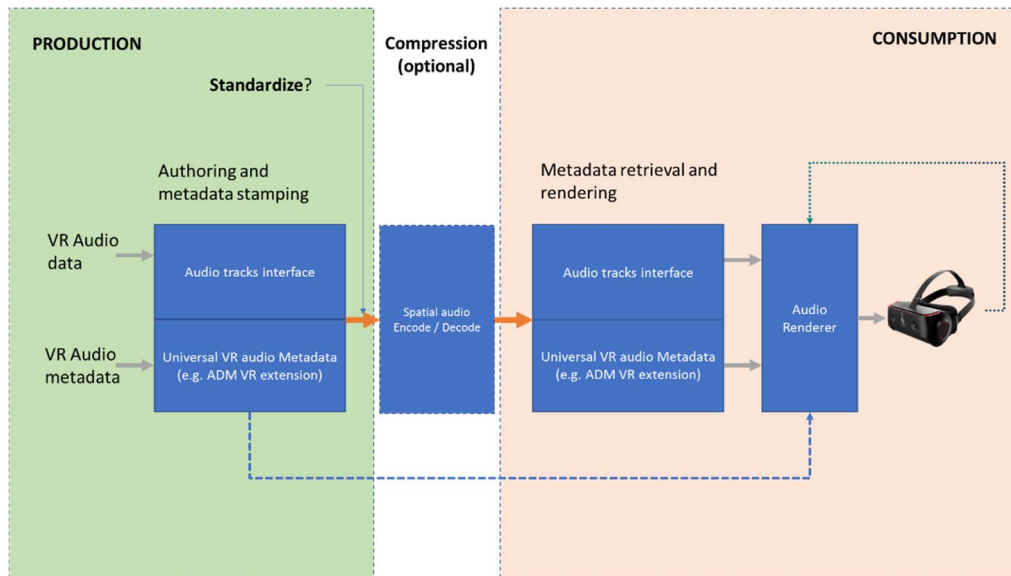 PRODUCTION
Compression
(optional)
CONSUMPTION
Standardize?
Authoring and
metadata stamping
Metadata retrieval and
rendering
VR Audio
data
Audio tracks interface
Spatial audio
Encode / Decode
Audio tracks interface
Audio
Renderer
VR Audio
metadata
Universal VR audio Metadata
(e.g. ADM VR extension)
Universal VR audio Metadata
(e.g. ADM VR extension)